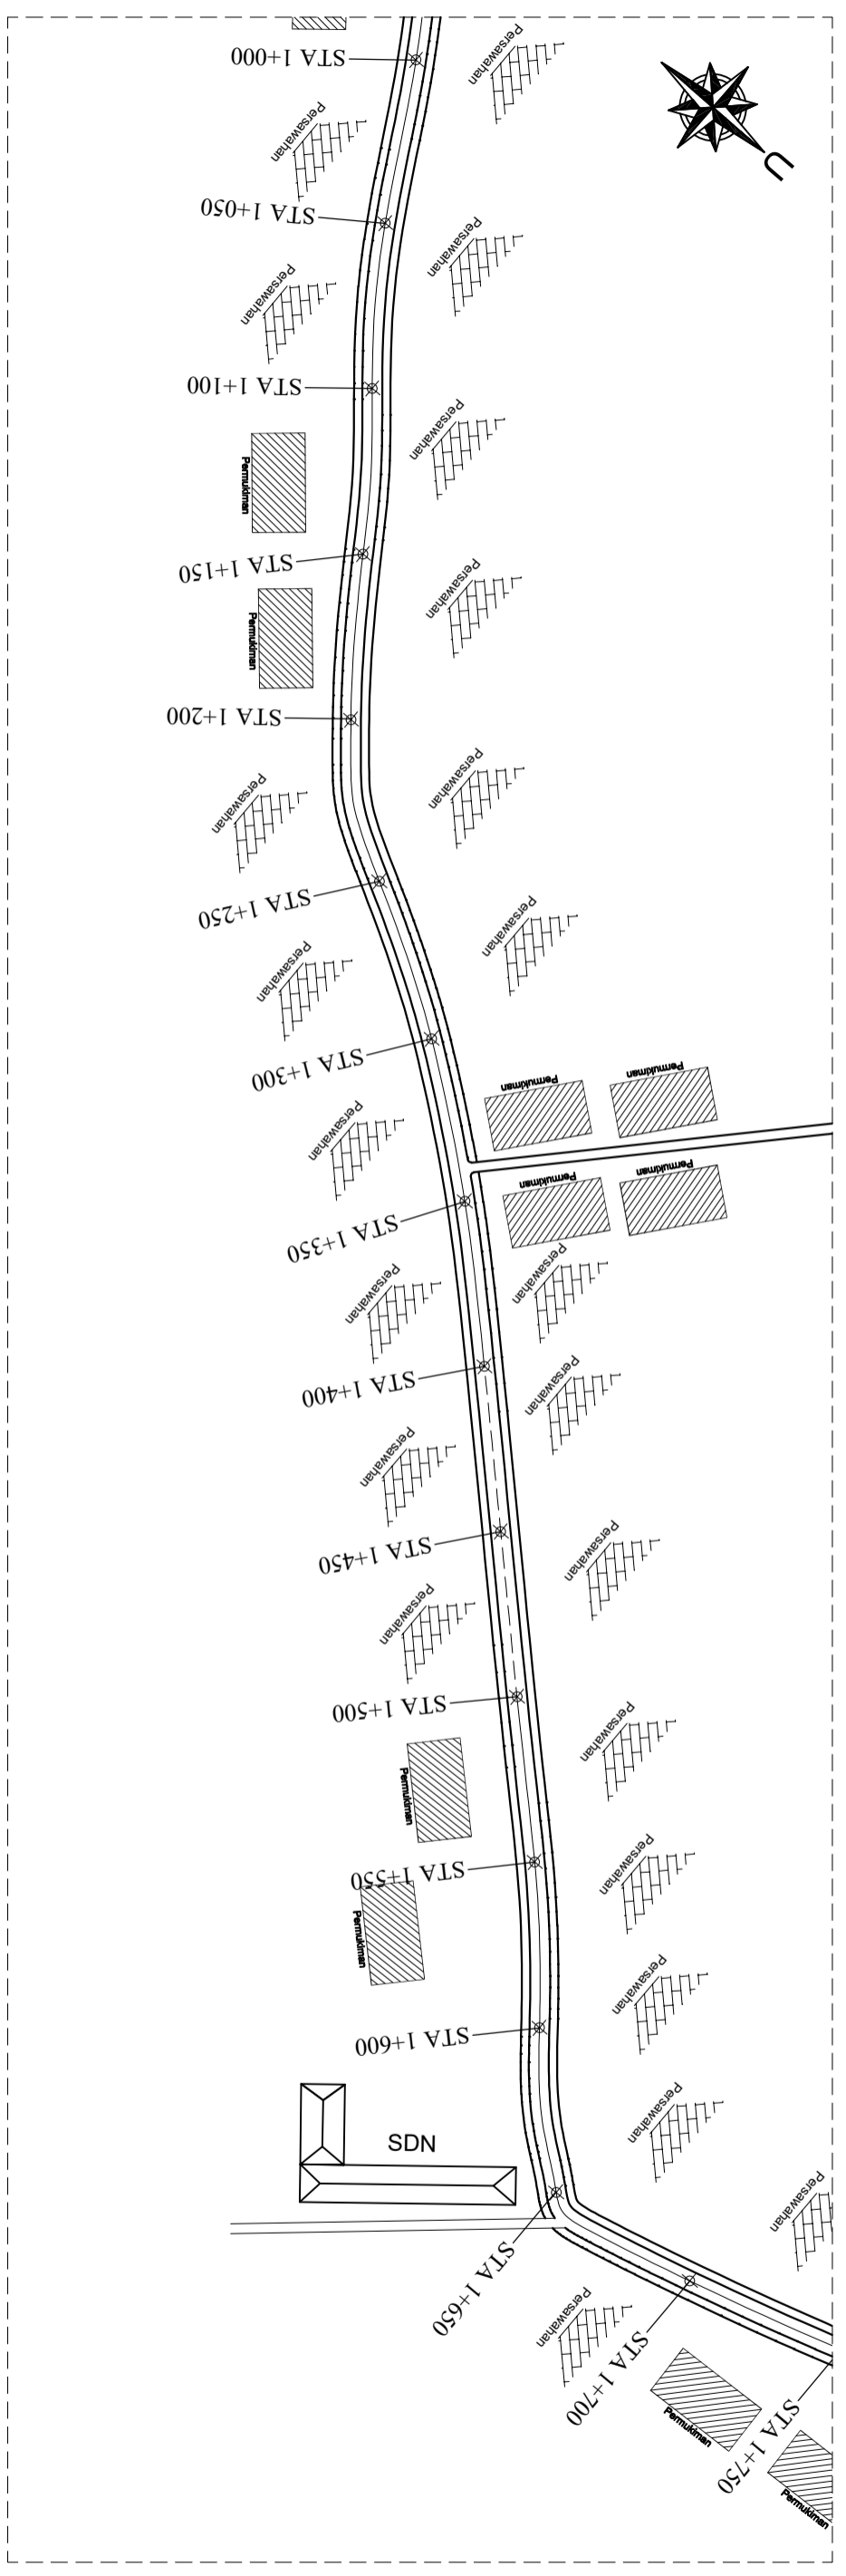 STA 1+000
Persawahan
U
Persawahan
STA 1+050
Persawahan
Persawahan
STA 1+100
Persawahan
Permukiman
STA 1+150
Persawahan
Permukiman
STA 1+200
Persawahan
Persawahan
STA 1+250
Persawahan
Persawahan
STA 1+300
Permukiman
Permukiman
Persawahan
Permukiman
Permukiman
STA 1+350
Persawahan
Persawahan
STA 1+400
Persawahan
Persawahan
STA 1+450
Persawahan
Persawahan
STA 1+500
Persawahan
Permukiman
STA 1+550
Persawahan
Permukiman
Persawahan
STA 1+600
Persawahan
SDN
Persawahan
STA 1+650
Persawahan
STA 1+700
Permukiman
STA 1+750
Permukiman